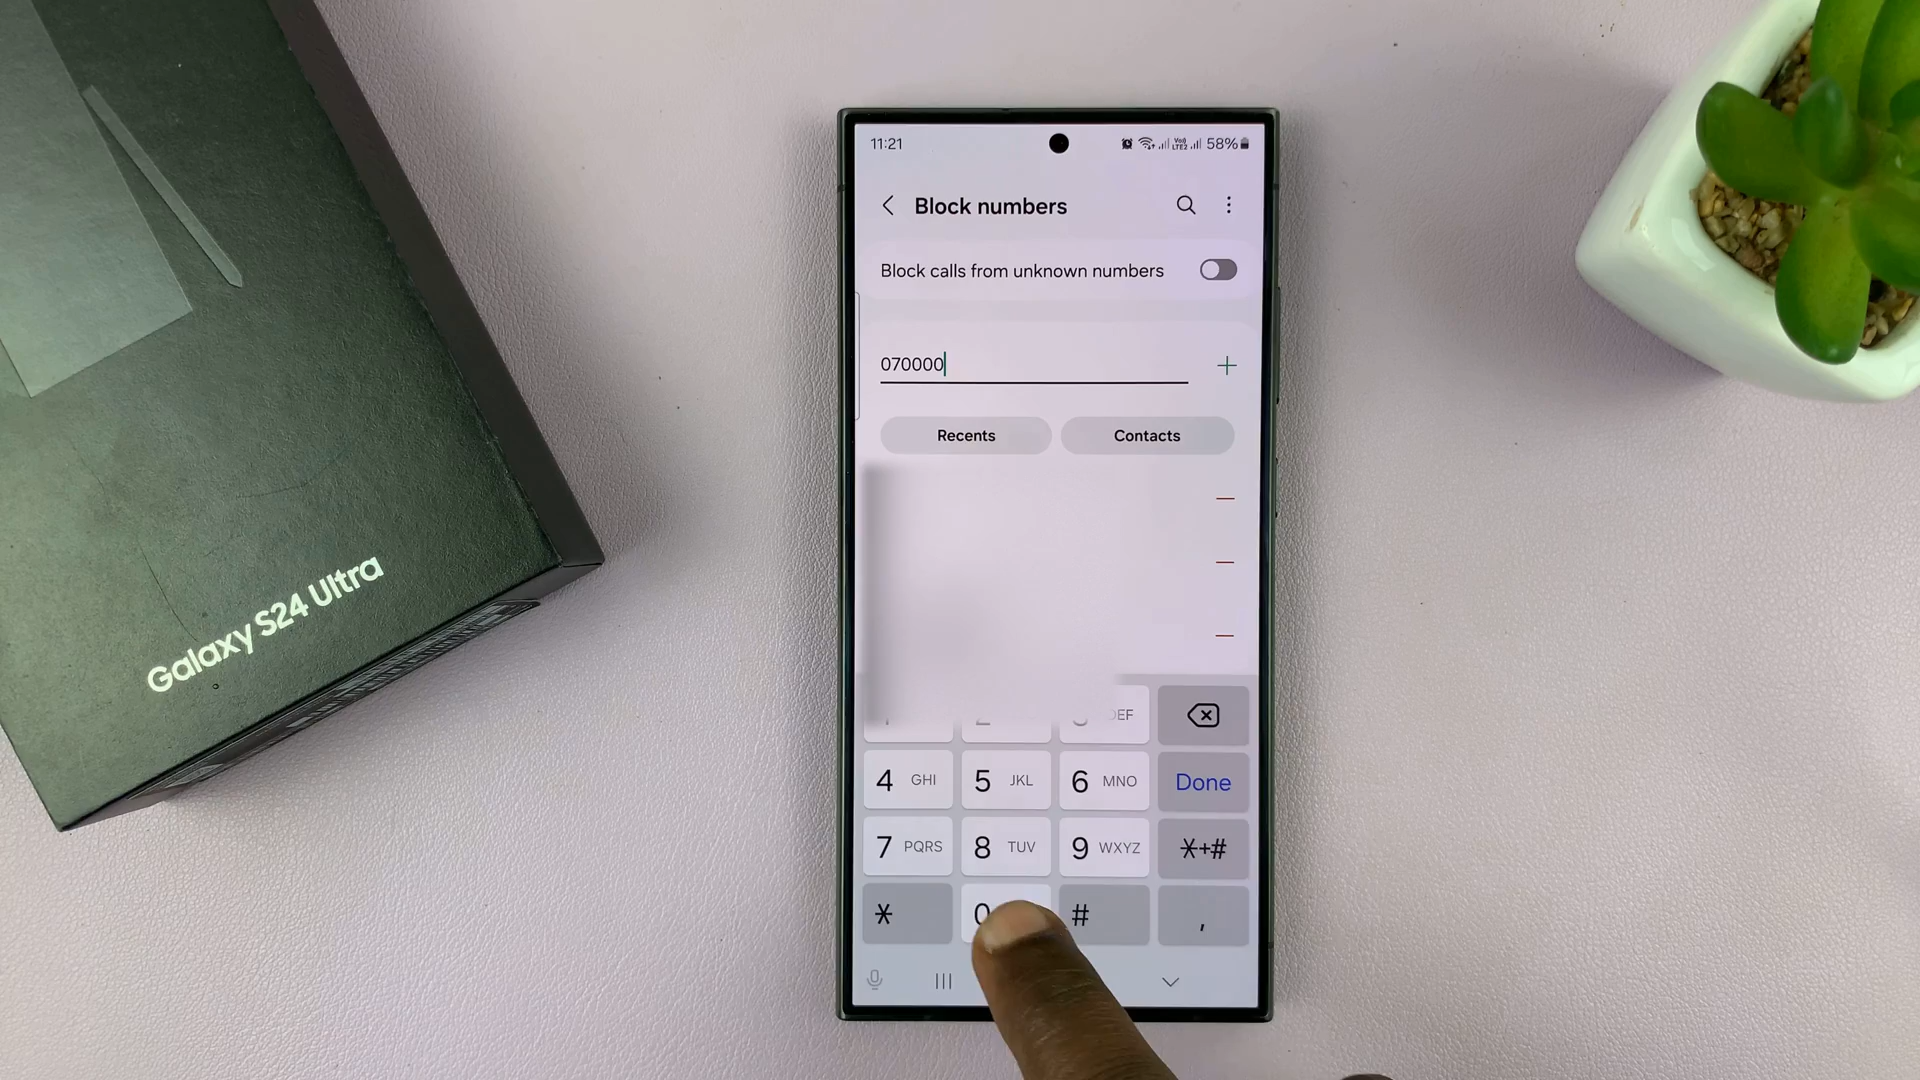 Galaxy S24 Ultra
11:21
58%
Block numbers
Block calls from unknown numbers
070000
Recents
Contacts
DEF
4 GHI
5 JKL
6 MNO
Done
7 PQRS
8 TUV
9 WXYZ
*+#
*
0
#
,